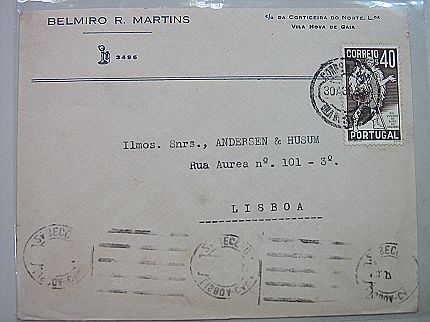 BELMIRO R. MARTINS
C/O DA CORTICEIRA DO NORTE, LDA
VILA NOVA DE GAIA
3496
CORREIO 40
PORTUGAL
Ilmos. Snrs., ANDERSEN & HUSUM
Rua Aurea nº. 101 - 3º.
LISBOA